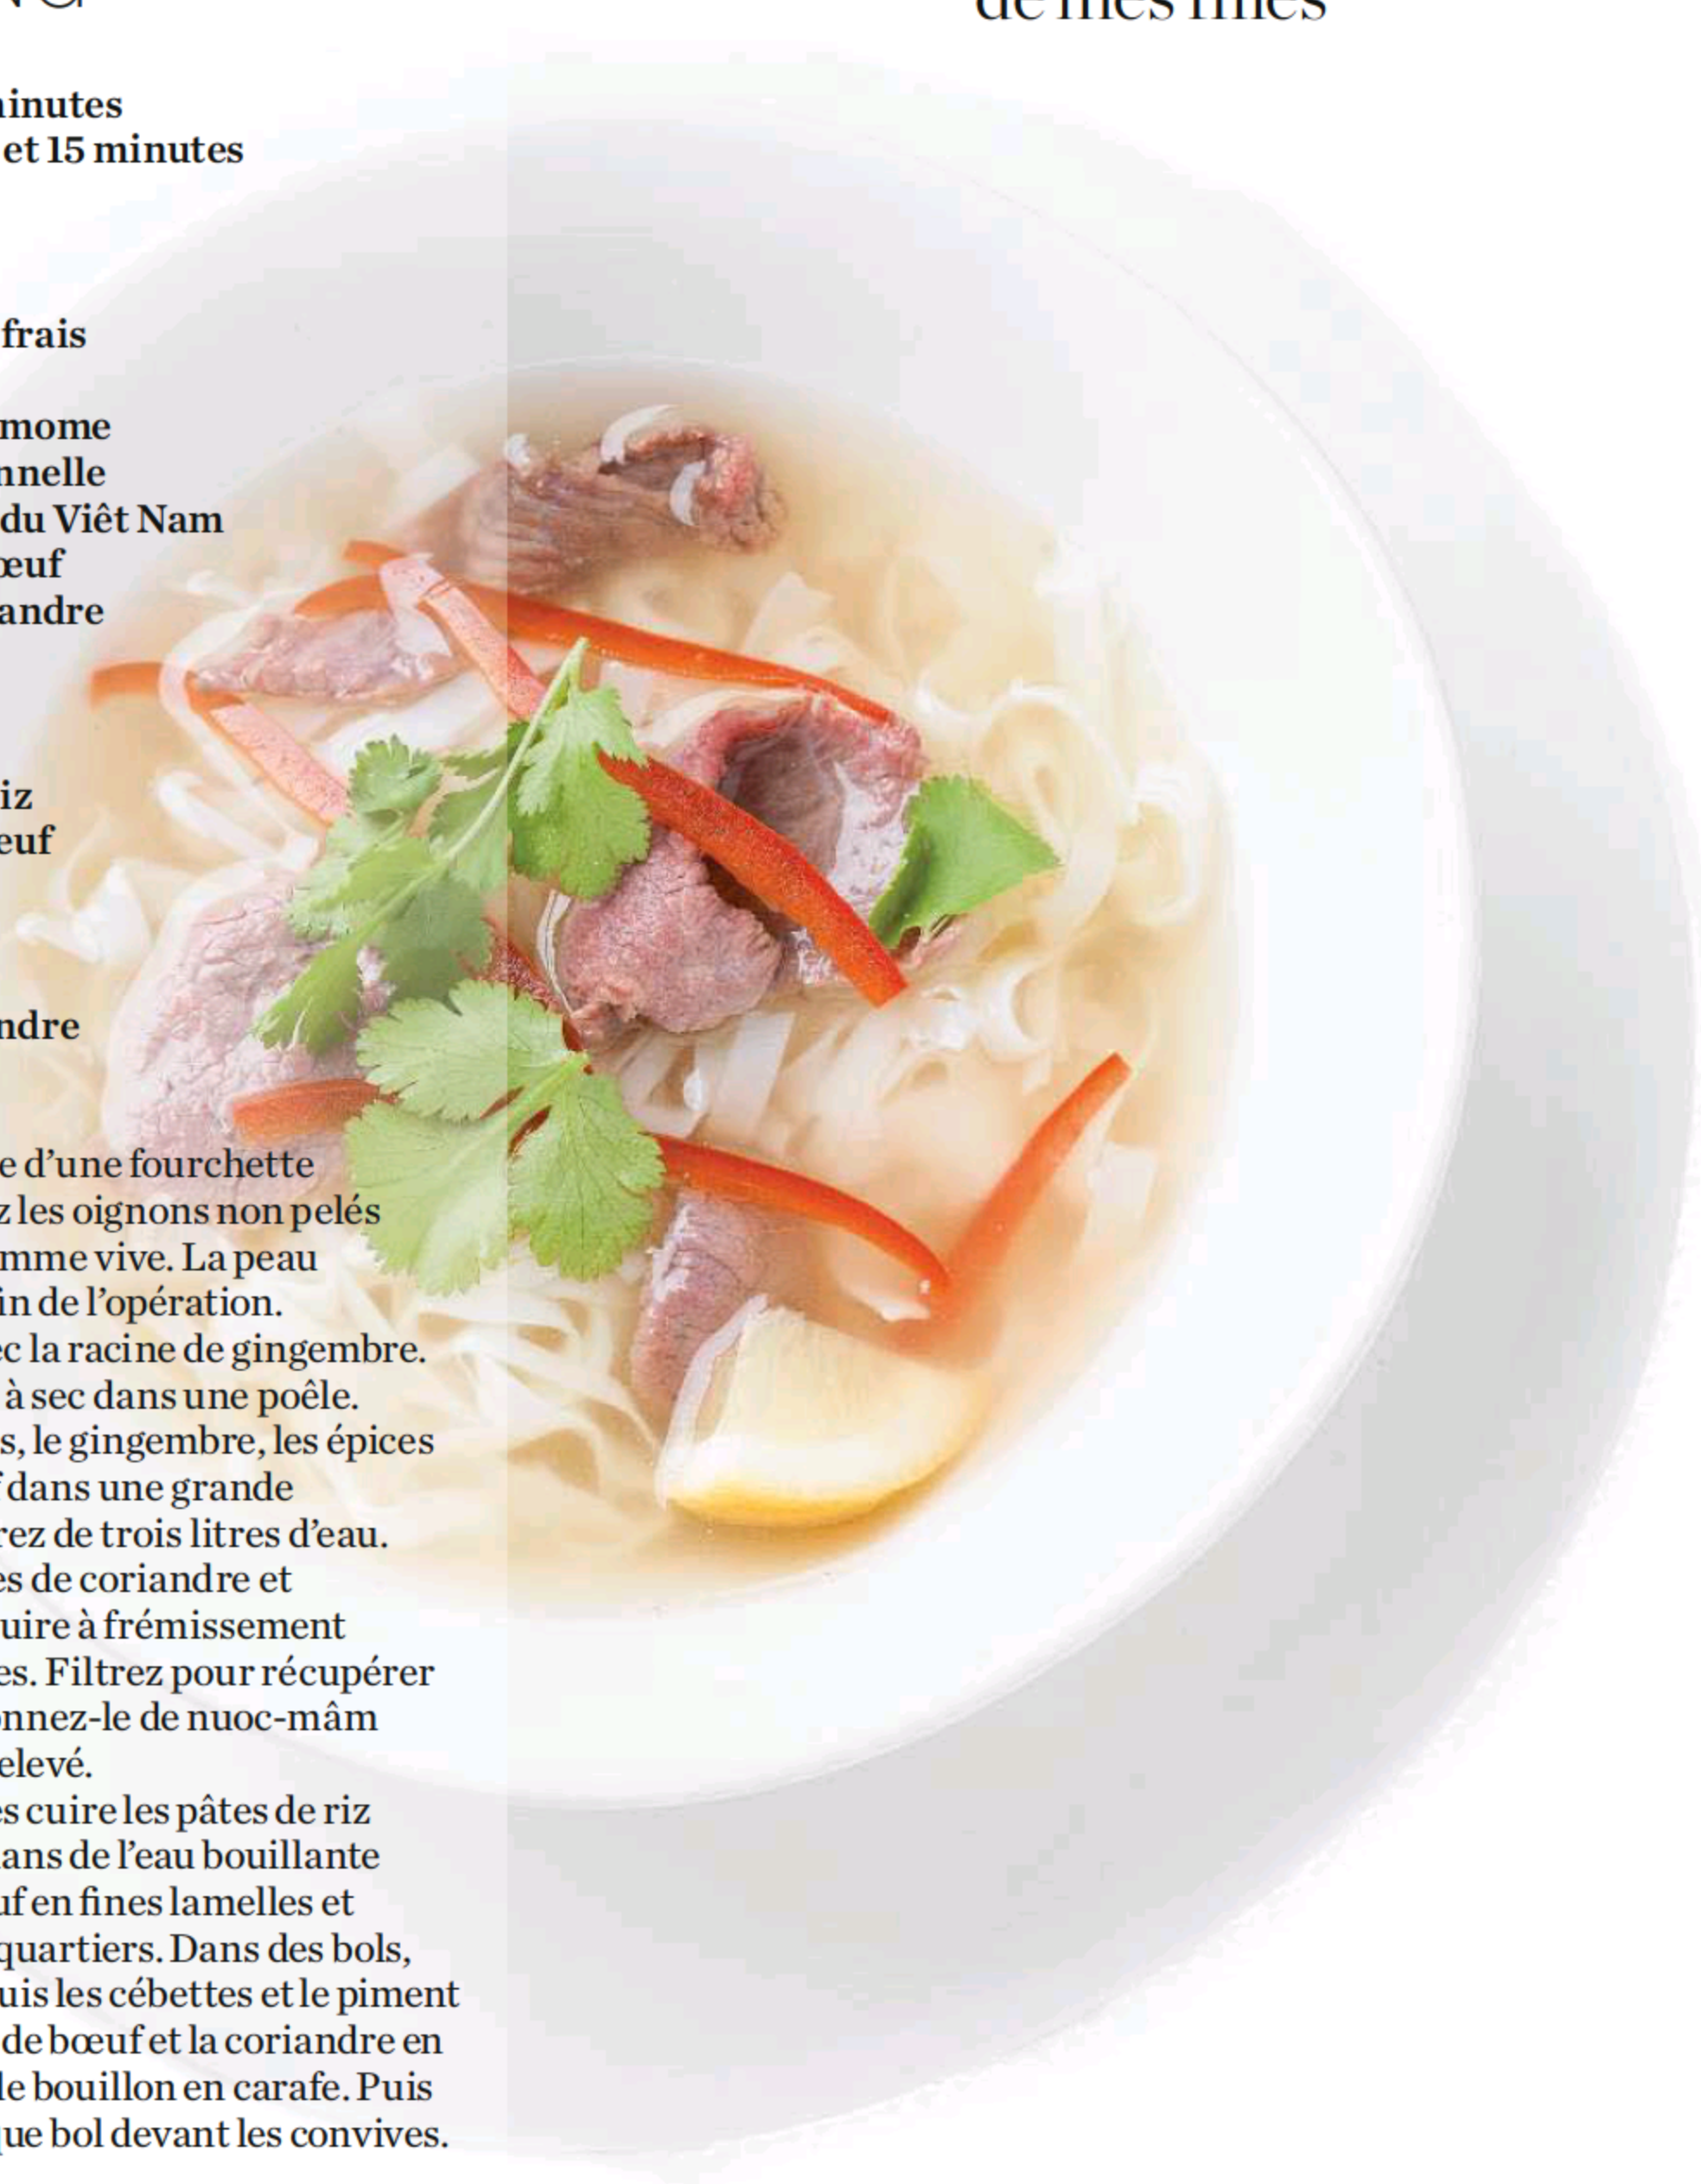 de mes filles
minutes
et 15 minutes
frais
mome
nnelle
du Viêt Nam
œuf
andre
iz
euf
ndre
e d'une fourchette
z les oignons non pelés
mme vive. La peau
in de l'opération.
ec la racine de gingembre.
à sec dans une poêle.
s, le gingembre, les épices
f dans une grande
rez de trois litres d'eau.
es de coriandre et
uire à frémissement
es. Filtrez pour récupérer
onnez-le de nuoc-mâm
elevé.
es cuire les pâtes de riz
ans de l'eau bouillante
uf en fines lamelles et
quartiers. Dans des bols,
uis les cébettes et le piment
de bœuf et la coriandre en
le bouillon en carafe. Puis
que bol devant les convives.